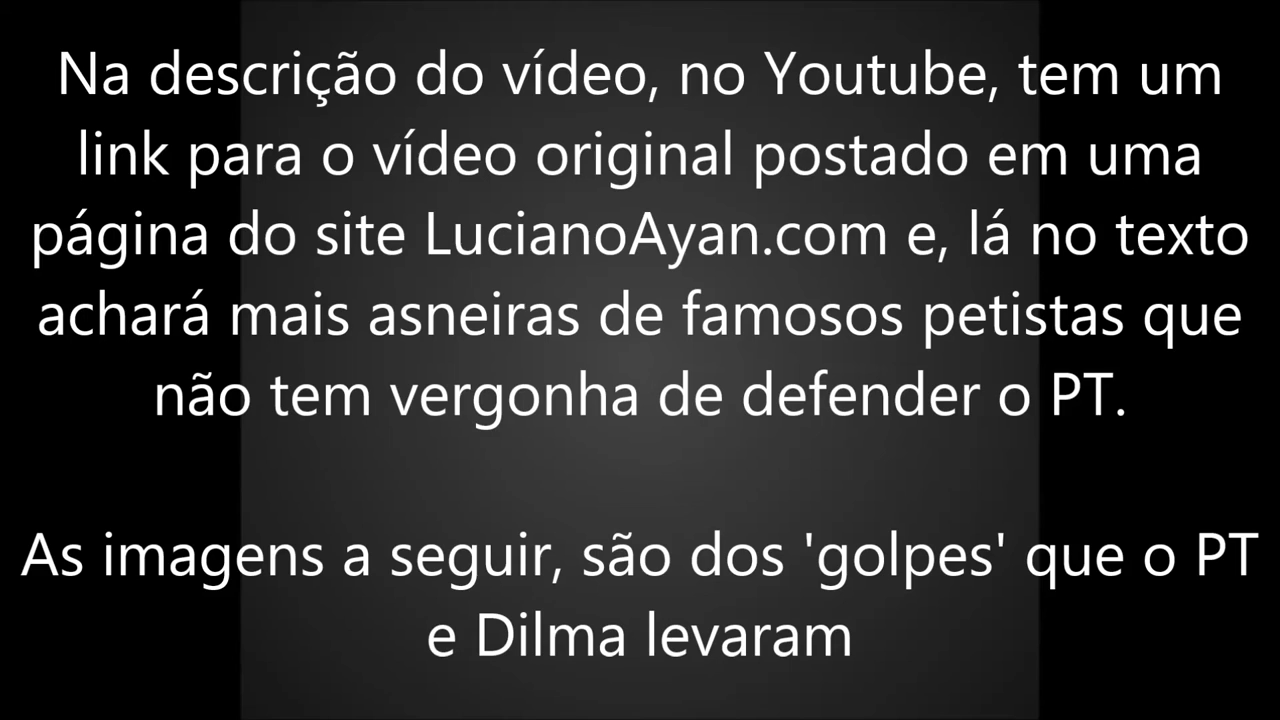 Na descrição do vídeo, no Youtube, tem um
link para o vídeo original postado em uma
página do site LucianoAyan.com e, lá no texto
achará mais asneiras de famosos petistas que
não tem vergonha de defender o PT.
As imagens a seguir, são dos 'golpes' que o PT
e Dilma levaram